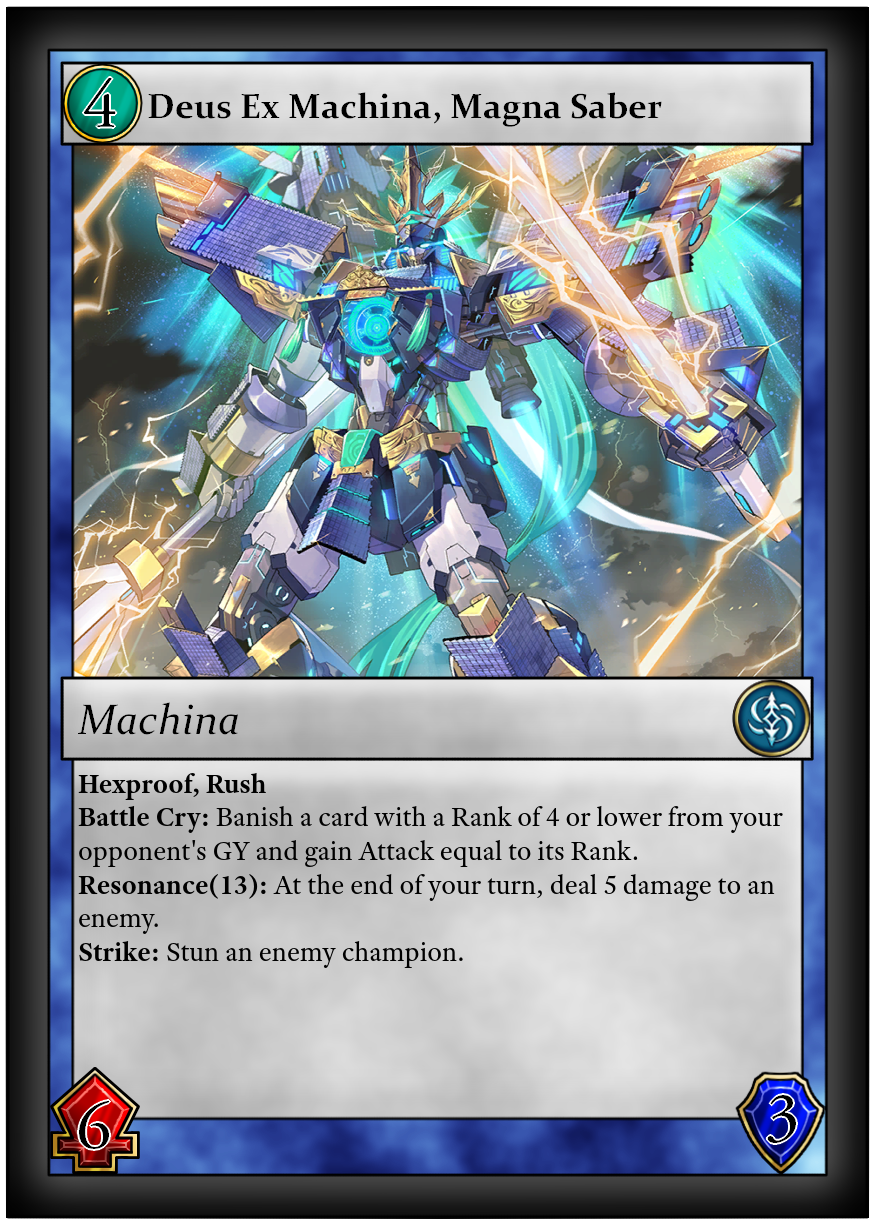 4
Deus Ex Machina, Magna Saber
Machina
Hexproof, Rush
Battle Cry: Banish a card with a Rank of 4 or lower from your
opponent's GY and gain Attack equal to its Rank.
Resonance(13): At the end of your turn, deal 5 damage to an
enemy.
Strike: Stun an enemy champion.
6
3